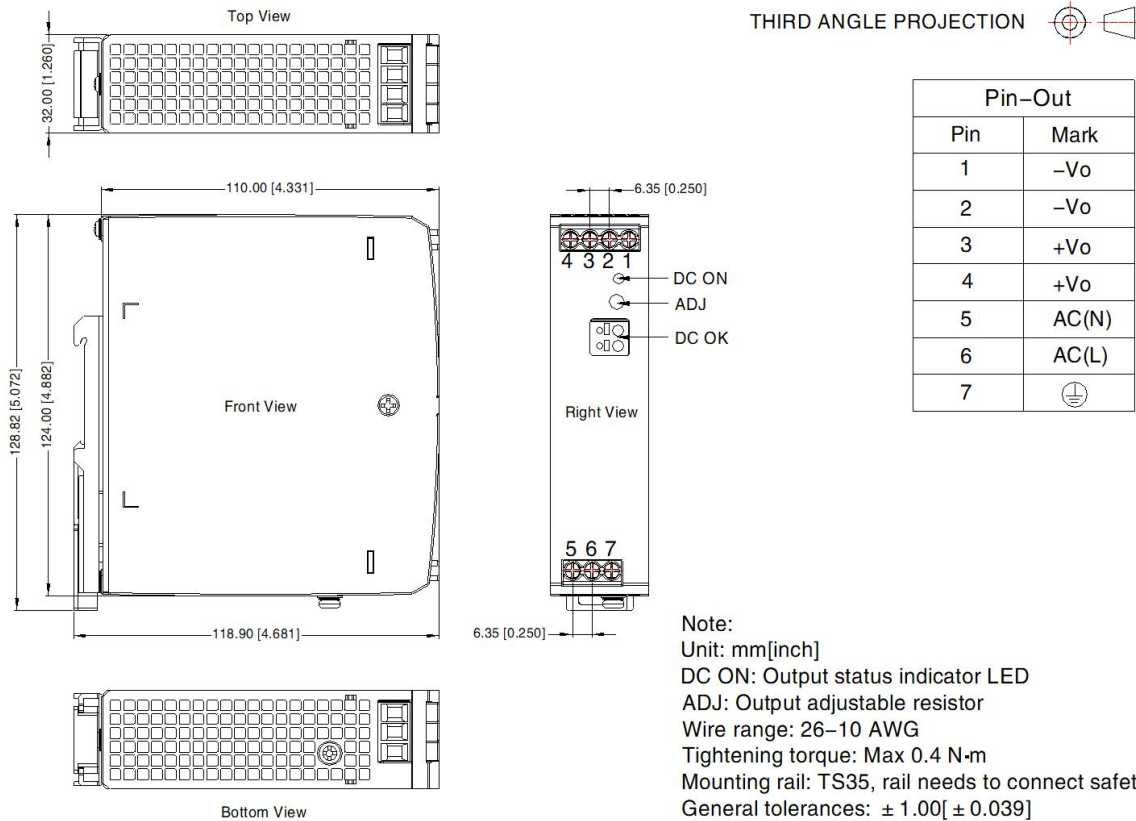 Top View
THIRD ANGLE PROJECTION
32.00 [1.260]
Pin-Out
Pin Mark
1 -Vo
2 -Vo
3 +Vo
4 +Vo
5 AC(N)
6 AC(L)
7
110.00 [4.331]
128.82 [5.072]
124.00 [4.882]
Front View
118.90 [4.681]
6.35 [0.250]
4 3 2 1
DC ON
ADJ
DC OK
Right View
5 6 7
6.35 [0.250]
Bottom View
Note:
Unit: mm[inch]
DC ON: Output status indicator LED
ADJ: Output adjustable resistor
Wire range: 26-10 AWG
Tightening torque: Max 0.4 N•m
Mounting rail: TS35, rail needs to connect safet
General tolerances: ± 1.00[ ± 0.039]